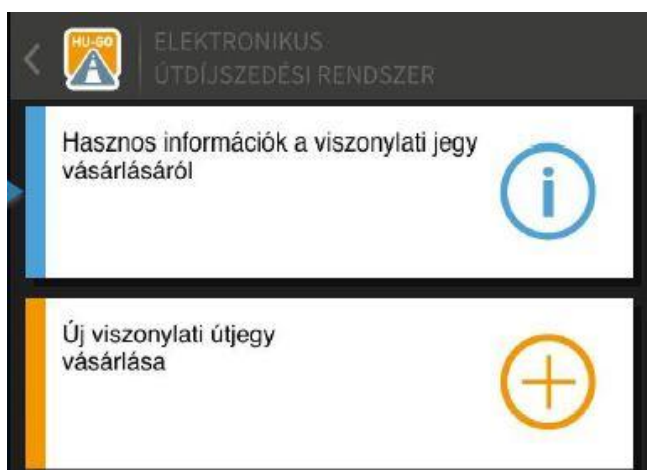 HU-GO
ELEKTRONIKUS
ÚTDÍJSZEDÉSI RENDSZER
Hasznos információk a viszonylati jegy
vásárlásáról
Új viszonylati útjegy
vásárlása